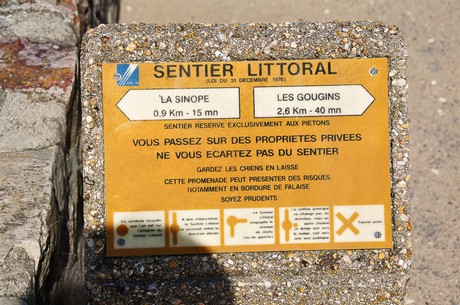 SENTIER LITTORAL
(LOI DU 31 DECEMBRE 1976)
LA SINOPE
0.9 Km - 15 mn
LES GOUGINS
2,6 Km - 40 mn
SENTIER RESERVE EXCLUSIVEMENT AUX PIETONS
VOUS PASSEZ SUR DES PROPRIETES PRIVEES
NE VOUS ECARTEZ PAS DU SENTIER
GARDEZ LES CHIENS EN LAISSE
CETTE PROMENADE PEUT PRESENTER DES RISQUES,
NOTAMMENT EN BORDURE DE FALAISE
SOYEZ PRUDENTS